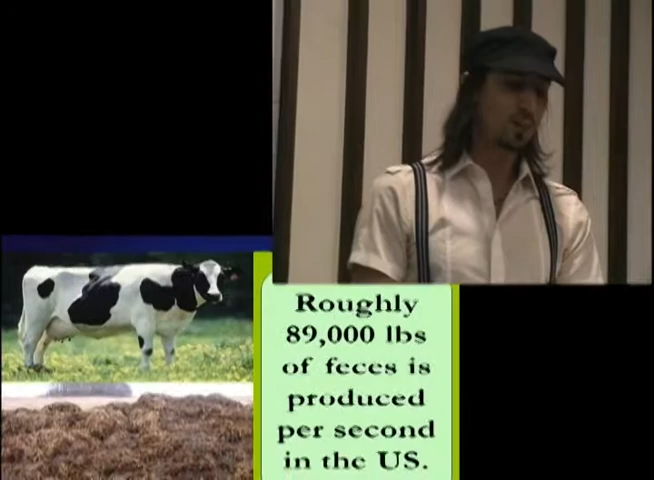 Roughly
89,000 lbs
of feces is
produced
per second
in the US.